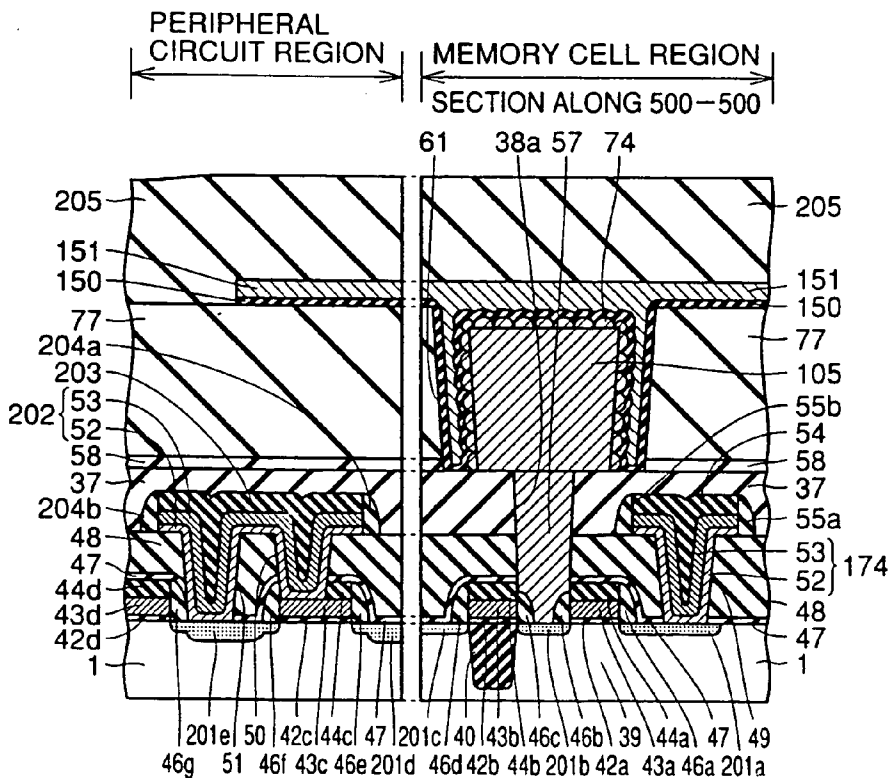 PERIPHERAL
CIRCUIT REGION
MEMORY CELL REGION
SECTION ALONG 500-500
61 38a 57 74
205 205
151 151
150 150
77 77
204a
203 105
202 { 53 55b
52 54
58 58
37 37
204b 55a
48 53 } 174
47 52
44d 48
43d 47
42d
1 1
201e 50 42c 44c 47 201c 40 43b 46c 46b 39 44a 47 49
46g 51 46f 43c 46e 201d 46d 42b 44b 201b 42a 43a 46a 201a